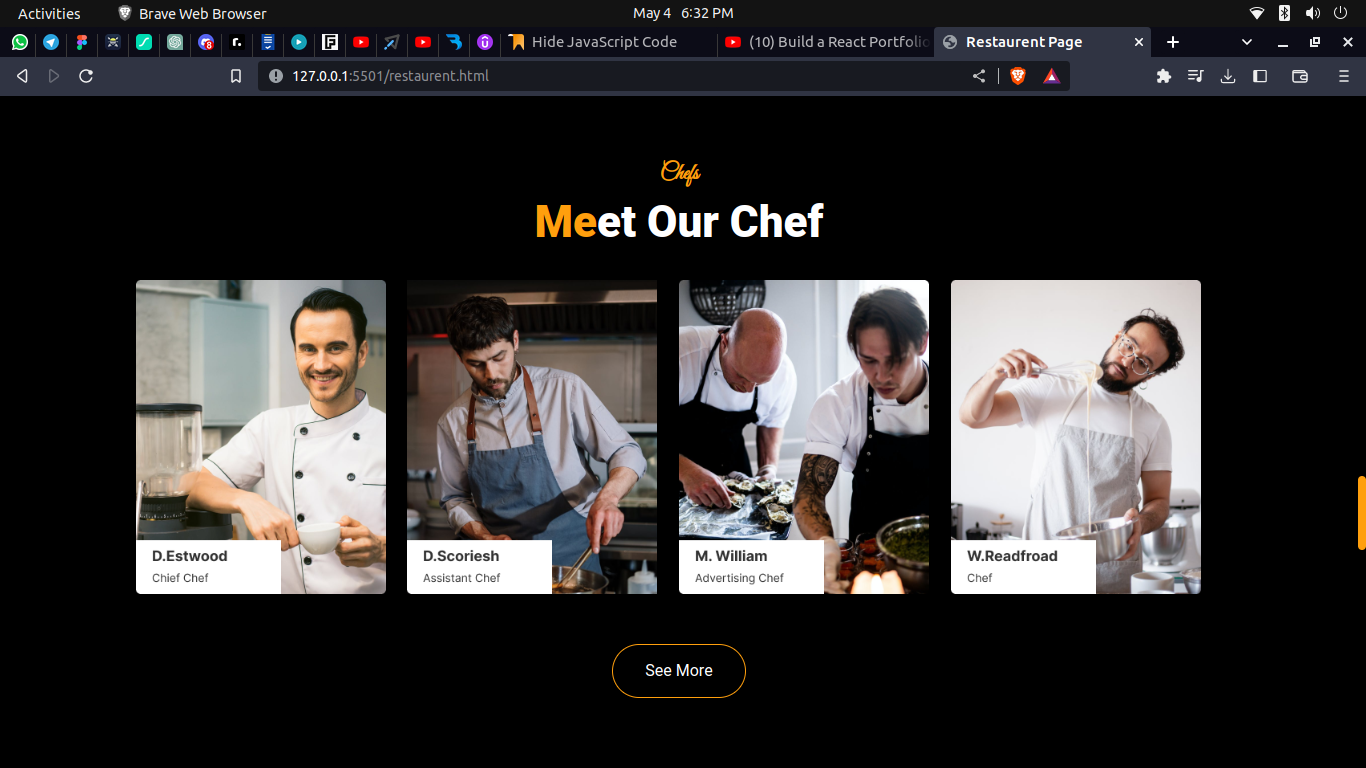 Activities
Brave Web Browser
May 4 6:32 PM
Hide JavaScript Code
(10) Build a React Portfolio
Restaurent Page
127.0.0.1:5501/restaurent.html
Chefs
Meet Our Chef
D.Estwood
Chief Chef
D.Scoriesh
Assistant Chef
M. William
Advertising Chef
W.Readfroad
Chef
See More